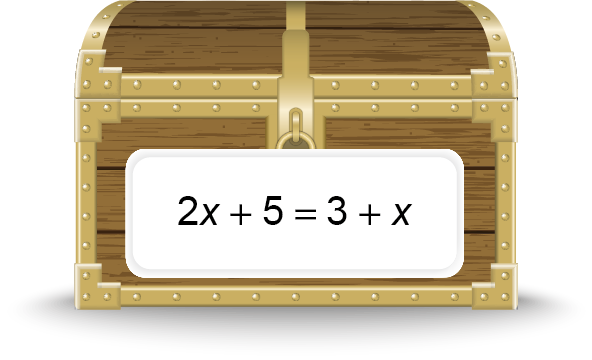 2x + 5 = 3 + x